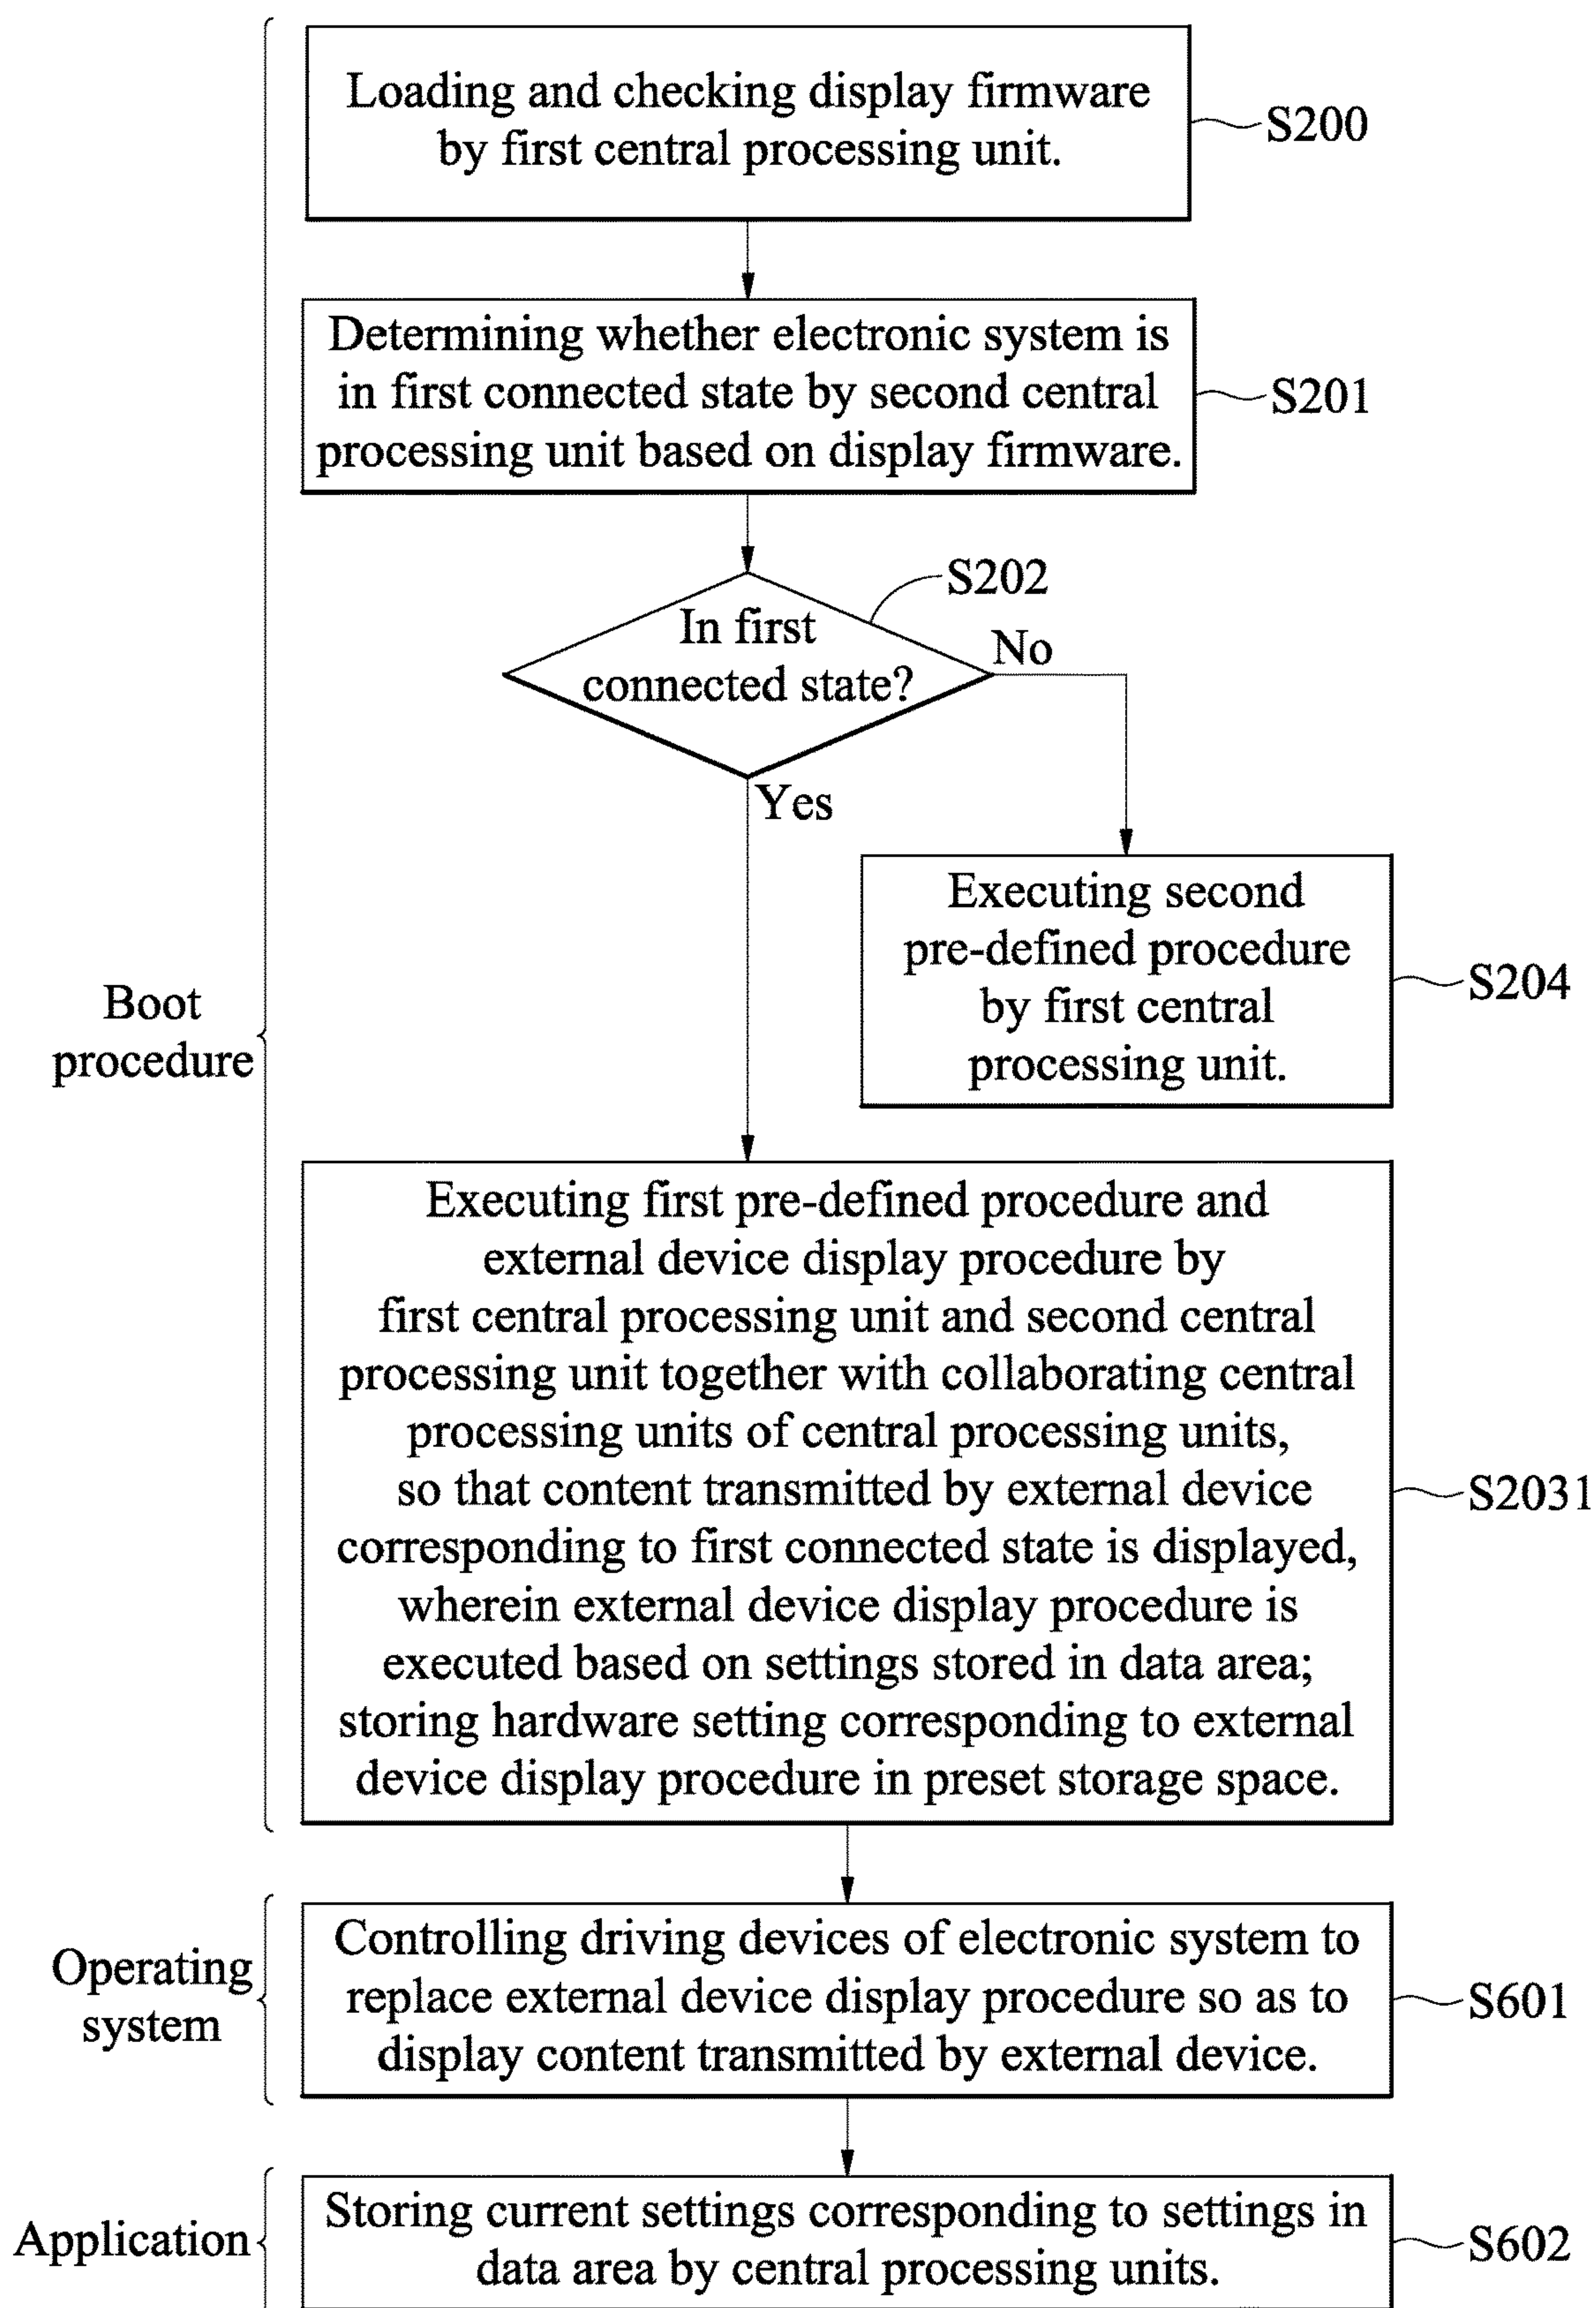 Loading and checking display firmware
by first central processing unit.
S200
Determining whether electronic system is
in first connected state by second central
processing unit based on display firmware.
S201
S202
In first
connected state?
No
Yes
Executing second
pre-defined procedure
by first central
processing unit.
S204
Boot
procedure
Executing first pre-defined procedure and
external device display procedure by
first central processing unit and second central
processing unit together with collaborating central
processing units of central processing units,
so that content transmitted by external device
corresponding to first connected state is displayed,
wherein external device display procedure is
executed based on settings stored in data area;
storing hardware setting corresponding to external
device display procedure in preset storage space.
S2031
Operating
system
Controlling driving devices of electronic system to
replace external device display procedure so as to
display content transmitted by external device.
S601
Application
Storing current settings corresponding to settings in
data area by central processing units.
S602